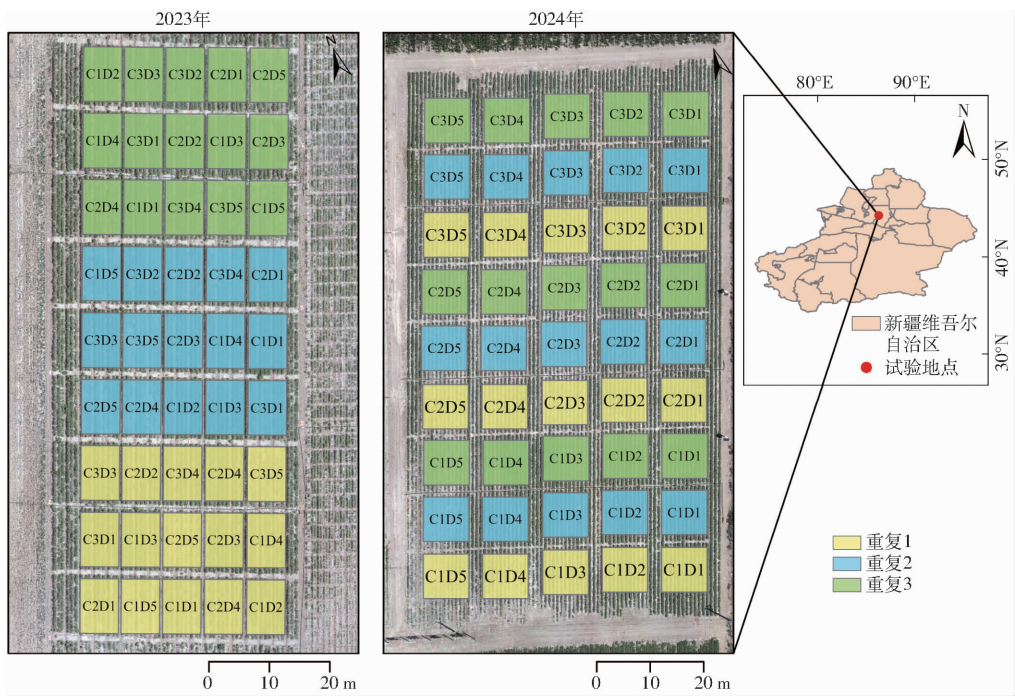 2023年
2024年
C1D2 C3D3 C3D2 C2D1 C2D5
C1D4 C3D1 C2D2 C1D3 C2D3
C2D4 C1D1 C3D4 C3D5 C1D5
C1D5 C3D2 C2D2 C3D4 C2D1
C3D3 C3D5 C2D3 C1D4 C1D1
C2D5 C2D4 C1D2 C1D3 C3D1
C3D3 C2D2 C3D4 C2D4 C3D5
C3D1 C1D3 C2D5 C2D3 C1D4
C2D1 C1D5 C1D1 C2D4 C1D2
0 10 20 m
C3D5 C3D4 C3D3 C3D2 C3D1
C3D5 C3D4 C3D3 C3D2 C3D1
C3D5 C3D4 C3D3 C3D2 C3D1
C2D5 C2D4 C2D3 C2D2 C2D1
C2D5 C2D4 C2D3 C2D2 C2D1
C2D5 C2D4 C2D3 C2D2 C2D1
C1D5 C1D4 C1D3 C1D2 C1D1
C1D5 C1D4 C1D3 C1D2 C1D1
C1D5 C1D4 C1D3 C1D2 C1D1
0 10 20 m
80°E 90°E
N
50°N
40°N
30°N
新疆维吾尔
自治区
试验地点
重复1
重复2
重复3